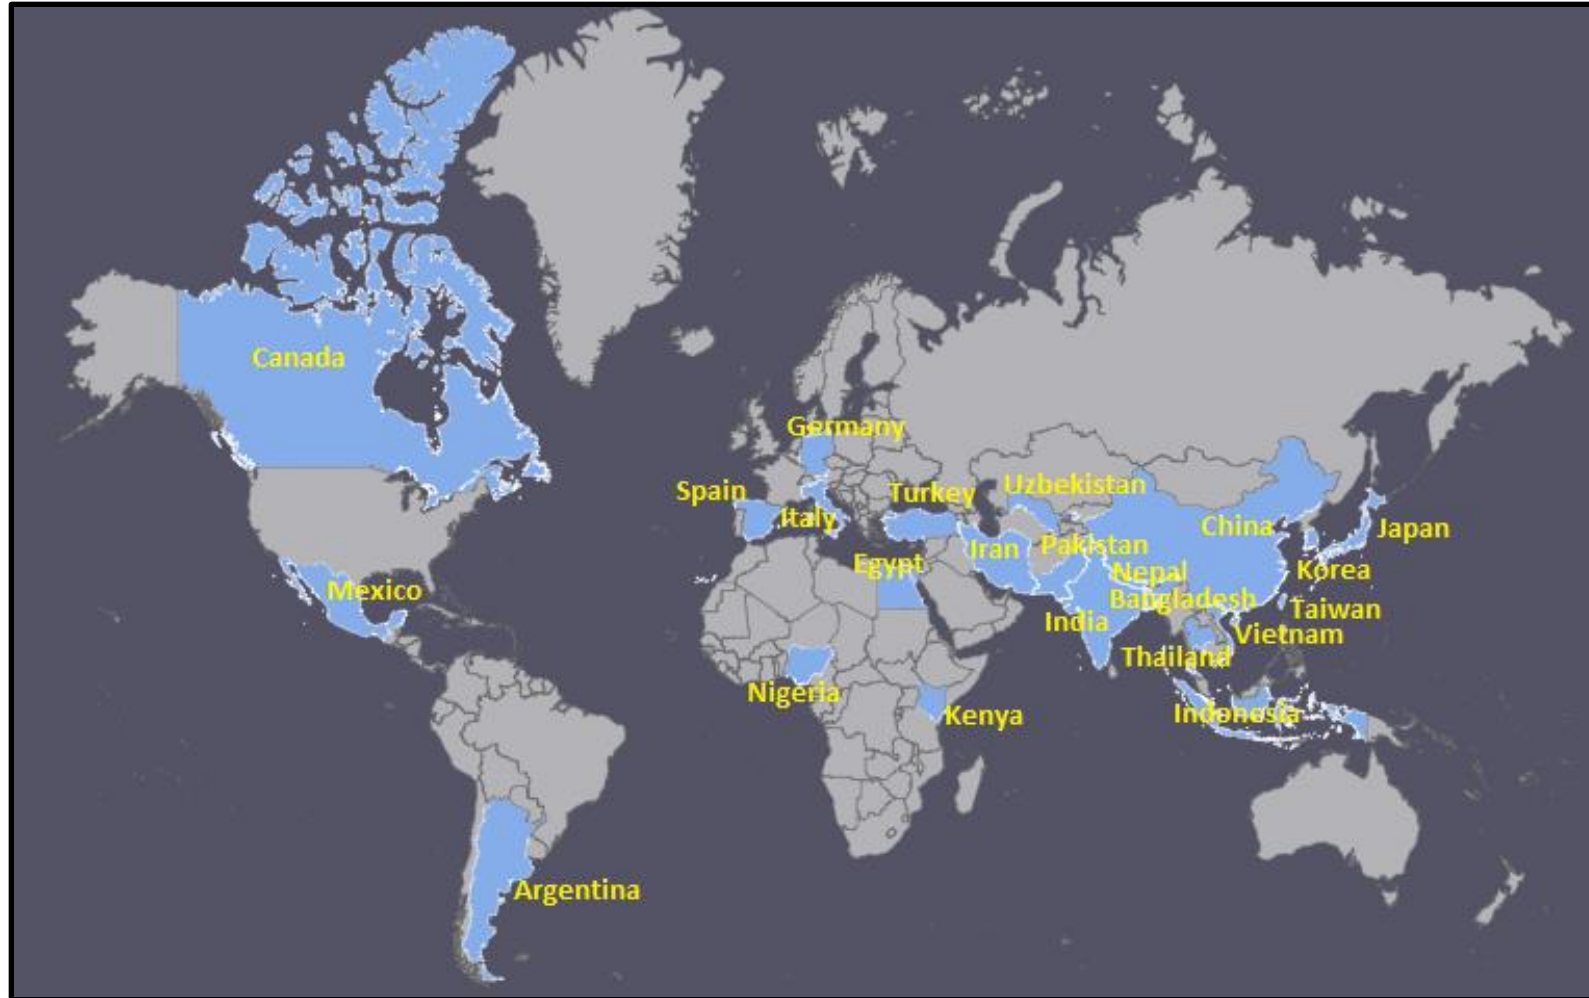 Canada
Germany
Spain
Italy
Turkey
Uzbekistan
China
Japan
Egypt
Iran
Pakistan
Korea
Mexico
Nepal
Bangladesh
Taiwan
India
Vietnam
Thailand
Nigeria
Kenya
Indonosia
Argentina